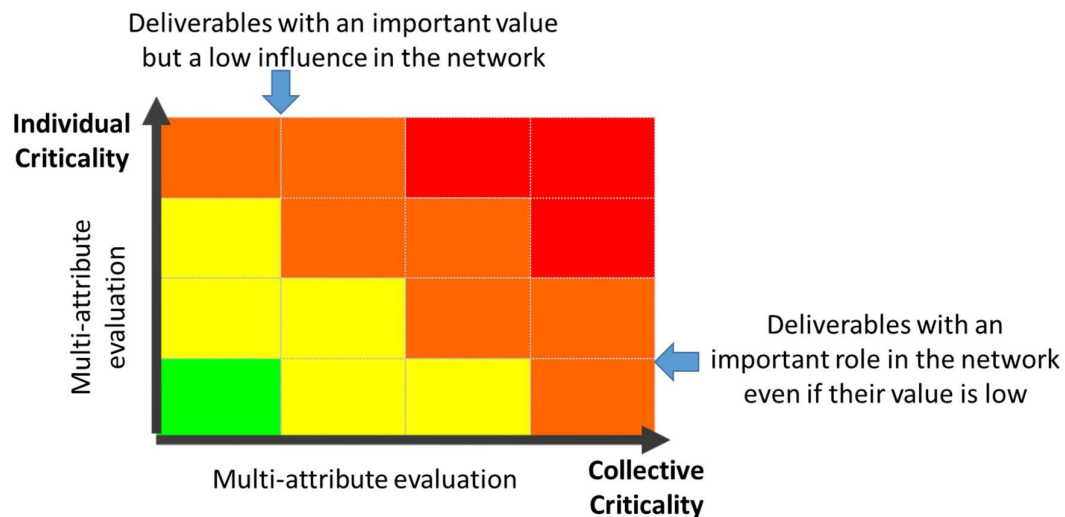 Deliverables with an important value
but a low influence in the network
Individual
Criticality
Multi-attribute
evaluation
Deliverables with an
important role in the network
even if their value is low
Multi-attribute evaluation
Collective
Criticality